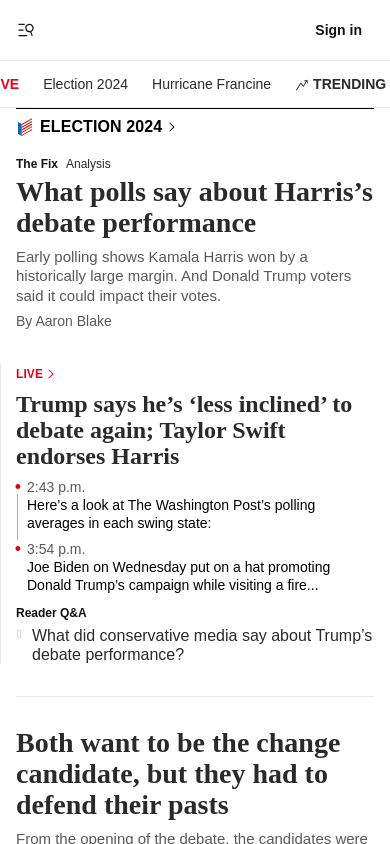 Sign in
VE
Election 2024
Hurricane Francine
TRENDING
ELECTION 2024
The Fix Analysis
What polls say about Harris’s
debate performance
Early polling shows Kamala Harris won by a
historically large margin. And Donald Trump voters
said it could impact their votes.
By Aaron Blake
LIVE
Trump says he’s ‘less inclined’ to
debate again; Taylor Swift
endorses Harris
2:43 p.m.
Here’s a look at The Washington Post’s polling
averages in each swing state:
3:54 p.m.
Joe Biden on Wednesday put on a hat promoting
Donald Trump’s campaign while visiting a fire...
Reader Q&A
What did conservative media say about Trump’s
debate performance?
Both want to be the change
candidate, but they had to
defend their pasts
From the opening of the debate, the candidates were